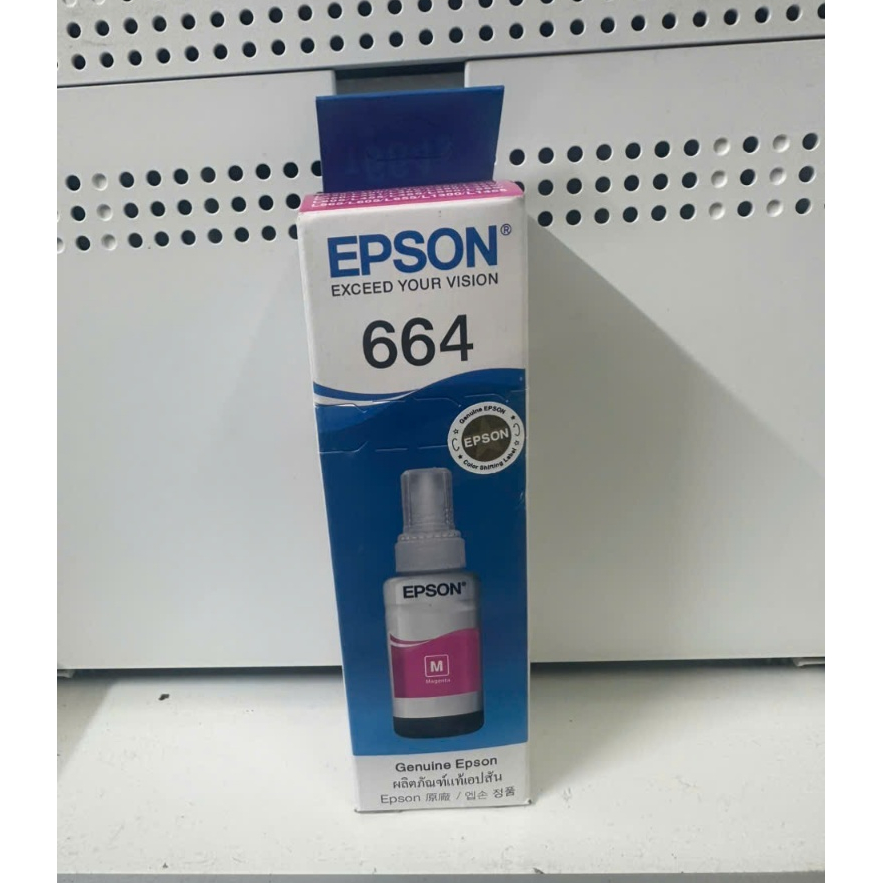 EPSON®
EXCEED YOUR VISION
664
Genuine EPSON
EPSON
Color Shifting Label
EPSON®
M
Magenta
Genuine Epson
ผลิตภัณฑ์แท้เอปสัน
Epson 原廠 / 엡손 정품